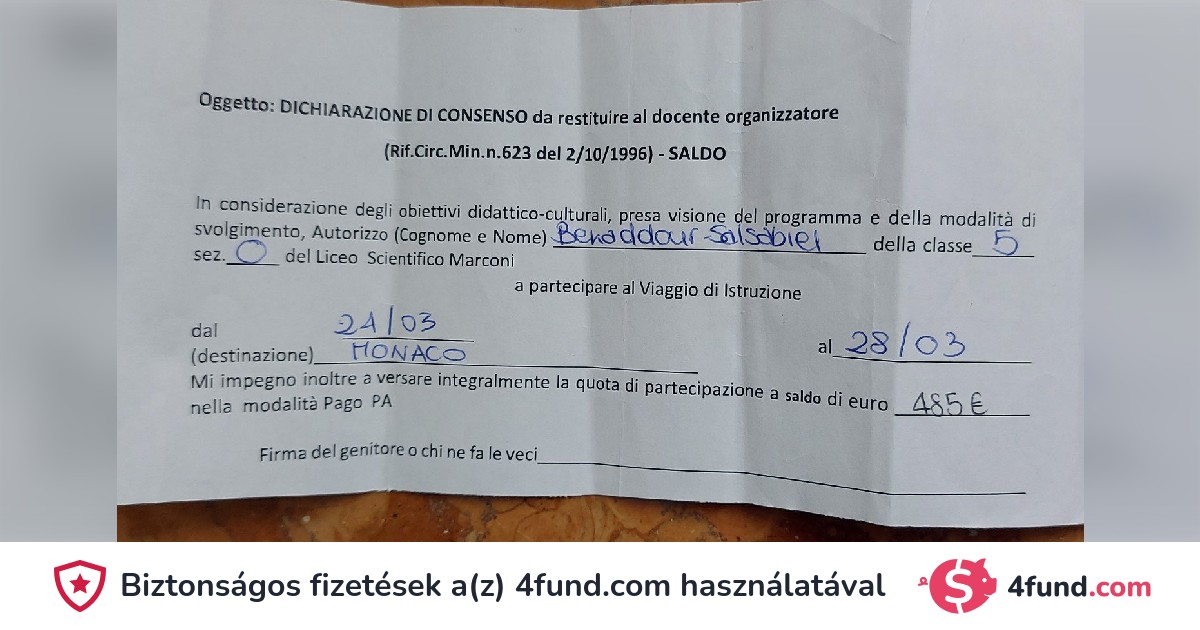 Oggetto: DICHIARAZIONE DI CONSENSO da restituire al docente organizzatore
(Rif.Circ.Min.n.623 del 2/10/1996) - SALDO
In considerazione degli obiettivi didattico-culturali, presa visione del programma e della modalità di
svolgimento, Autorizzo (Cognome e Nome) Benaddour Salsabiel della classe 5
sez. O del Liceo Scientifico Marconi
a partecipare al Viaggio di Istruzione
dal 24/03 al 28/03
(destinazione) MONACO
Mi impegno inoltre a versare integralmente la quota di partecipazione a saldo di euro 485€
nella modalità Pago PA
Firma del genitore o chi ne fa le veci
Biztonságos fizetések a(z) 4fund.com használatával
4fund.com